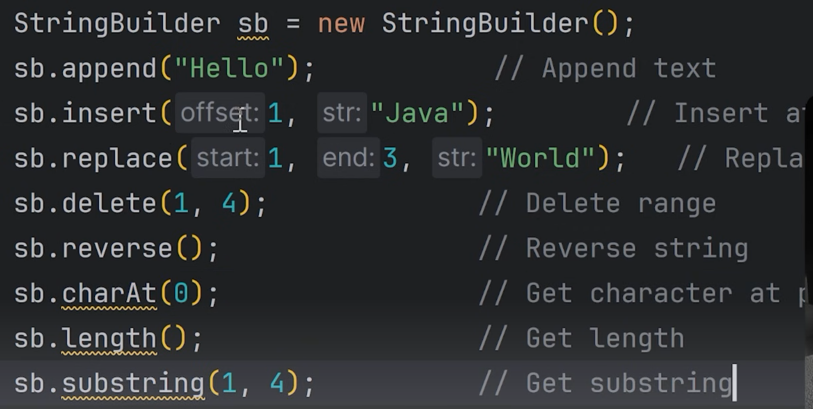 StringBuilder sb = new StringBuilder();
sb.append("Hello"); // Append text
sb.insert(offset: 1, str: "Java"); // Insert
sb.replace(start: 1, end: 3, str: "World"); //
sb.delete(1, 4); // Delete range
sb.reverse(); // Reverse string
sb.charAt(0); // Get character at
sb.length(); // Get length
sb.substring(1, 4); // Get substring